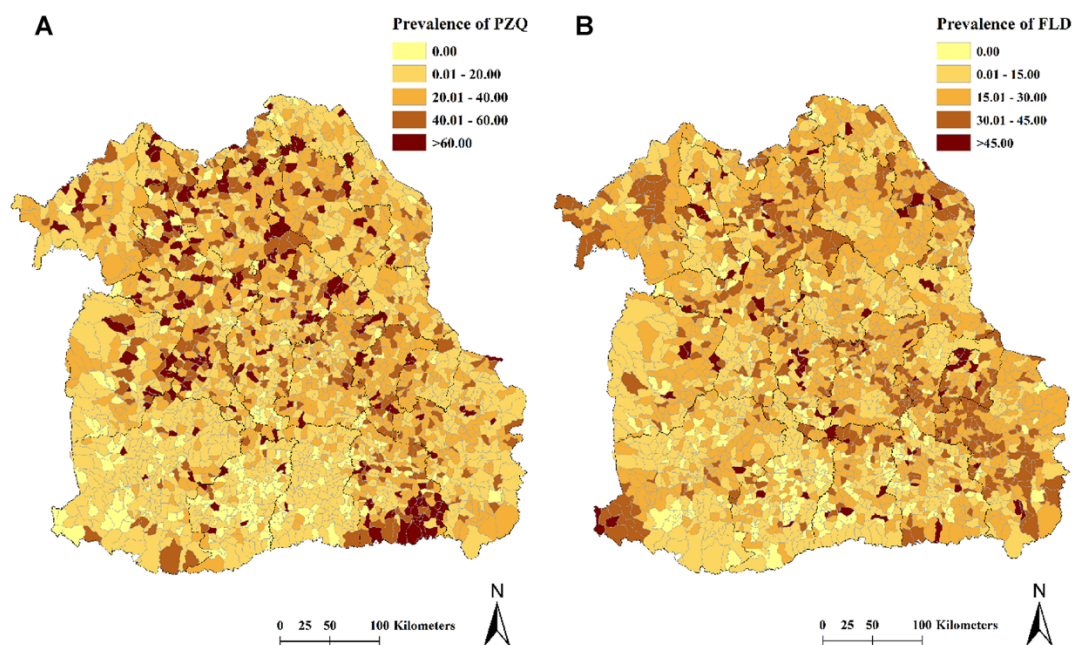 A
Prevalence of PZQ
0.00
0.01 - 20.00
20.01 - 40.00
40.01 - 60.00
>60.00
N
0 25 50 100 Kilometers
B
Prevalence of FLD
0.00
0.01 - 15.00
15.01 - 30.00
30.01 - 45.00
>45.00
N
0 25 50 100 Kilometers